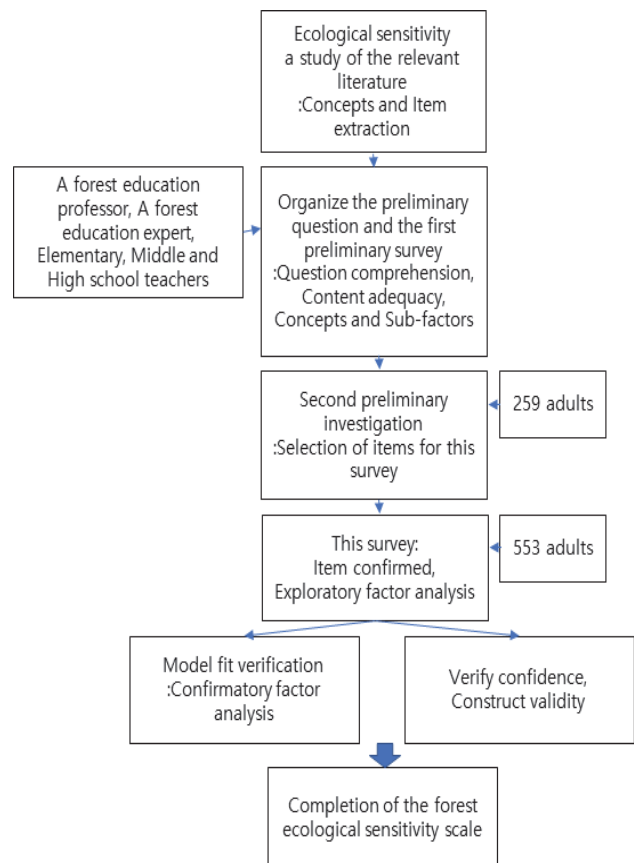 Ecological sensitivity
a study of the relevant
literature
:Concepts and Item
extraction
A forest education
professor, A forest
education expert,
Elementary, Middle and
High school teachers
Organize the preliminary
question and the first
preliminary survey
:Question comprehension,
Content adequacy,
Concepts and Sub-factors
Second preliminary
investigation
:Selection of items for this
survey
259 adults
This survey:
Item confirmed,
Exploratory factor analysis
553 adults
Model fit verification
:Confirmatory factor
analysis
Verify confidence,
Construct validity
Completion of the forest
ecological sensitivity scale